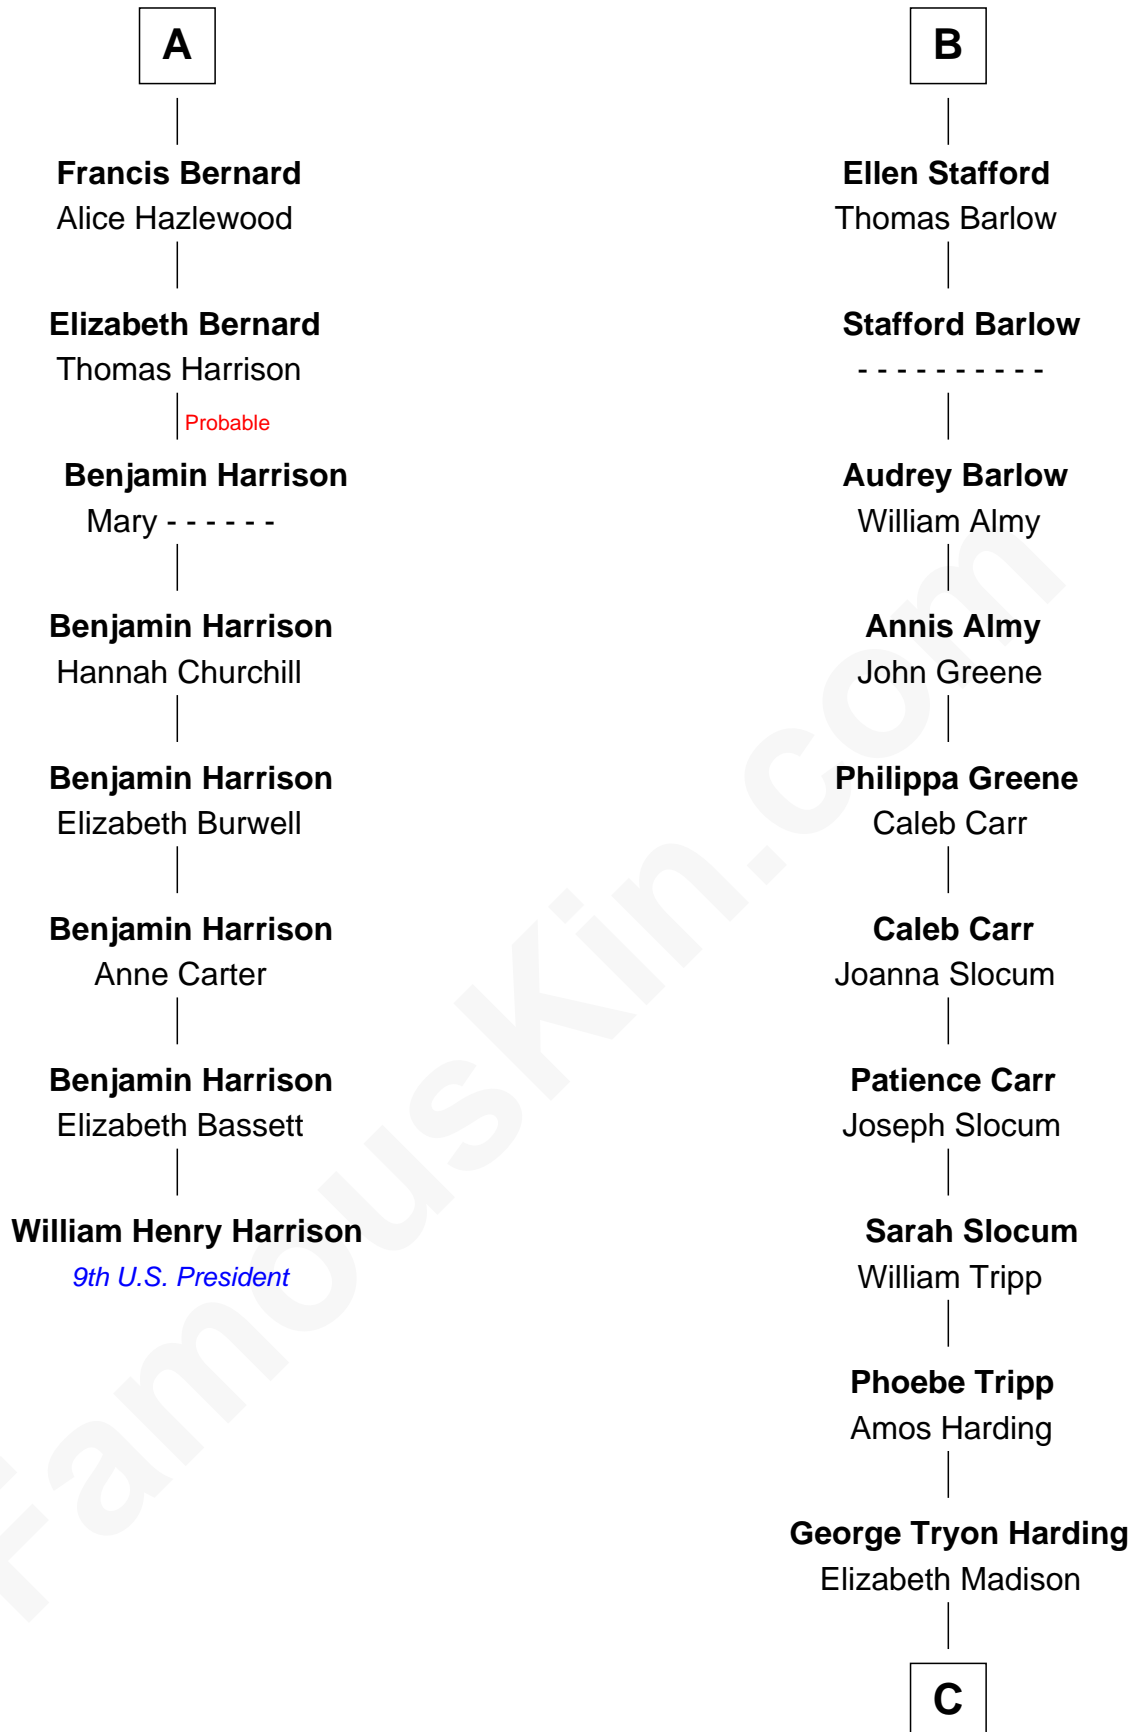 A
Francis Bernard
Alice Hazlewood
Elizabeth Bernard
Thomas Harrison
Probable
Benjamin Harrison
Mary - - - - - -
Benjamin Harrison
Hannah Churchill
Benjamin Harrison
Elizabeth Burwell
Benjamin Harrison
Anne Carter
Benjamin Harrison
Elizabeth Bassett
William Henry Harrison
9th U.S. President
B
Ellen Stafford
Thomas Barlow
Stafford Barlow
- - - - - - - - - -
Audrey Barlow
William Almy
Annis Almy
John Greene
Philippa Greene
Caleb Carr
Caleb Carr
Joanna Slocum
Patience Carr
Joseph Slocum
Sarah Slocum
William Tripp
Phoebe Tripp
Amos Harding
George Tryon Harding
Elizabeth Madison
C
FamousKin.com